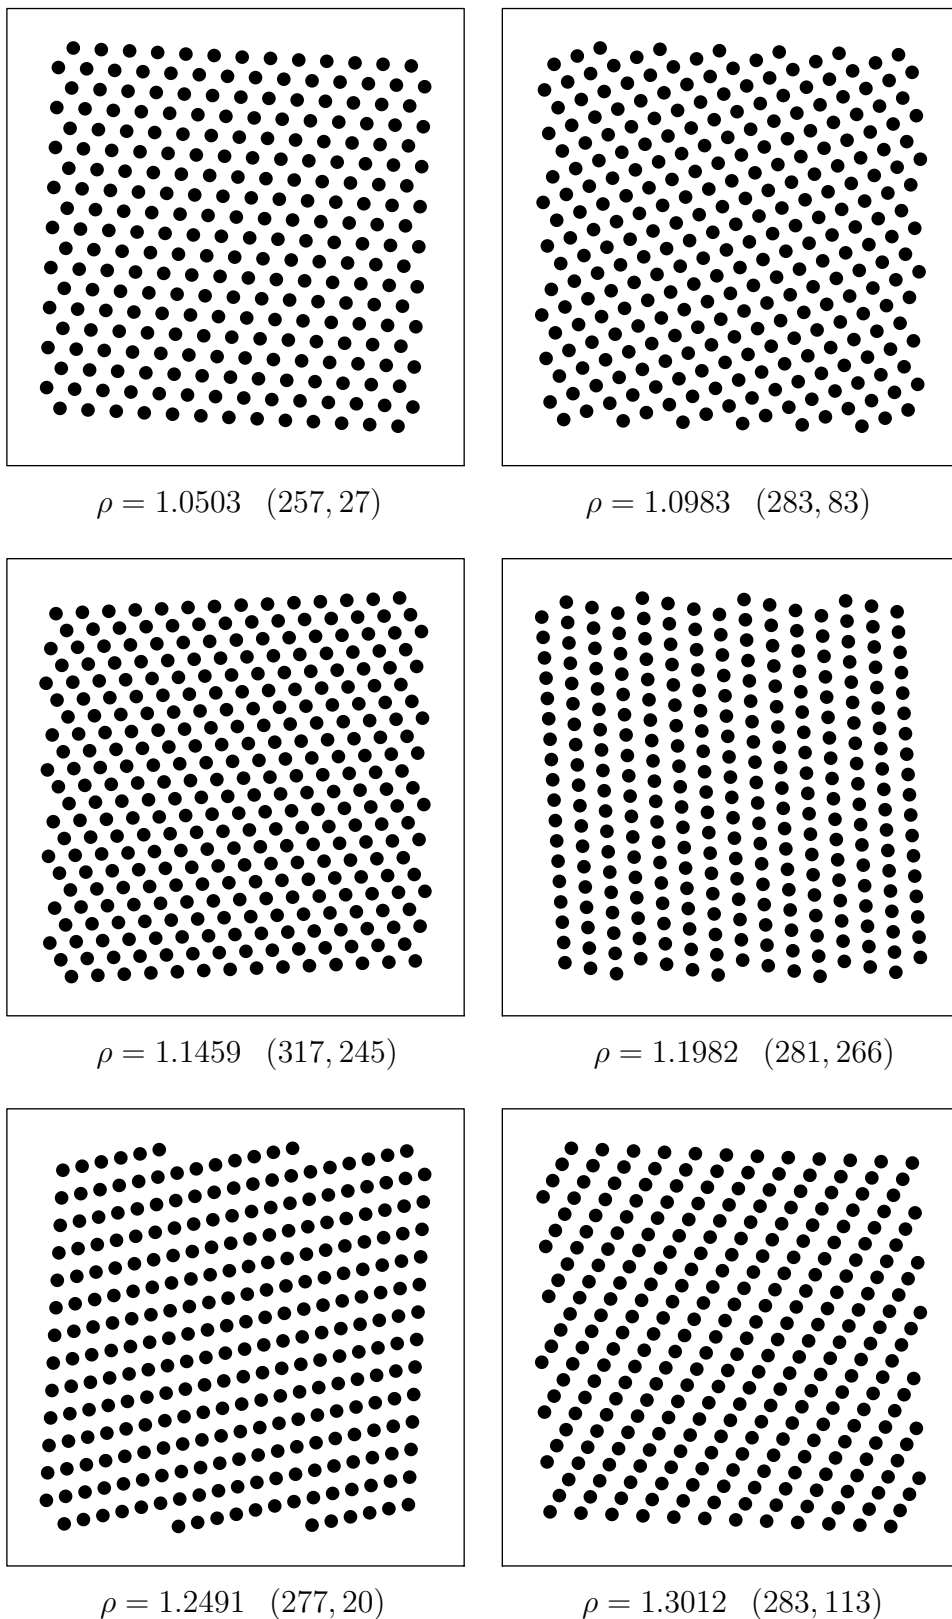 ρ = 1.0503 (257, 27)
ρ = 1.0983 (283, 83)
ρ = 1.1459 (317, 245)
ρ = 1.1982 (281, 266)
ρ = 1.2491 (277, 20)
ρ = 1.3012 (283, 113)